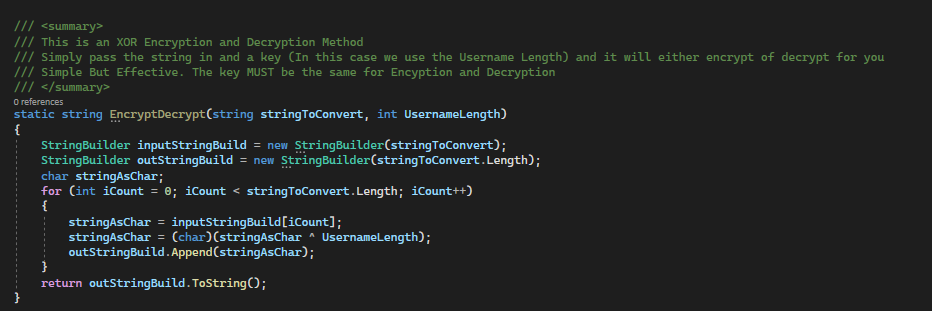 /// <summary>
/// This is an XOR Encryption and Decryption Method
/// Simply pass the string in and a key (In this case we use the Username Length) and it will either encrypt of decrypt for you
/// Simple But Effective. The key MUST be the same for Encyption and Decryption
/// </summary>
0 references
static string EncryptDecrypt(string stringToConvert, int UsernameLength)
{
    StringBuilder inputStringBuild = new StringBuilder(stringToConvert);
    StringBuilder outStringBuild = new StringBuilder(stringToConvert.Length);
    char stringAsChar;
    for (int iCount = 0; iCount < stringToConvert.Length; iCount++)
    {
        stringAsChar = inputStringBuild[iCount];
        stringAsChar = (char)(stringAsChar ^ UsernameLength);
        outStringBuild.Append(stringAsChar);
    }
    return outStringBuild.ToString();
}